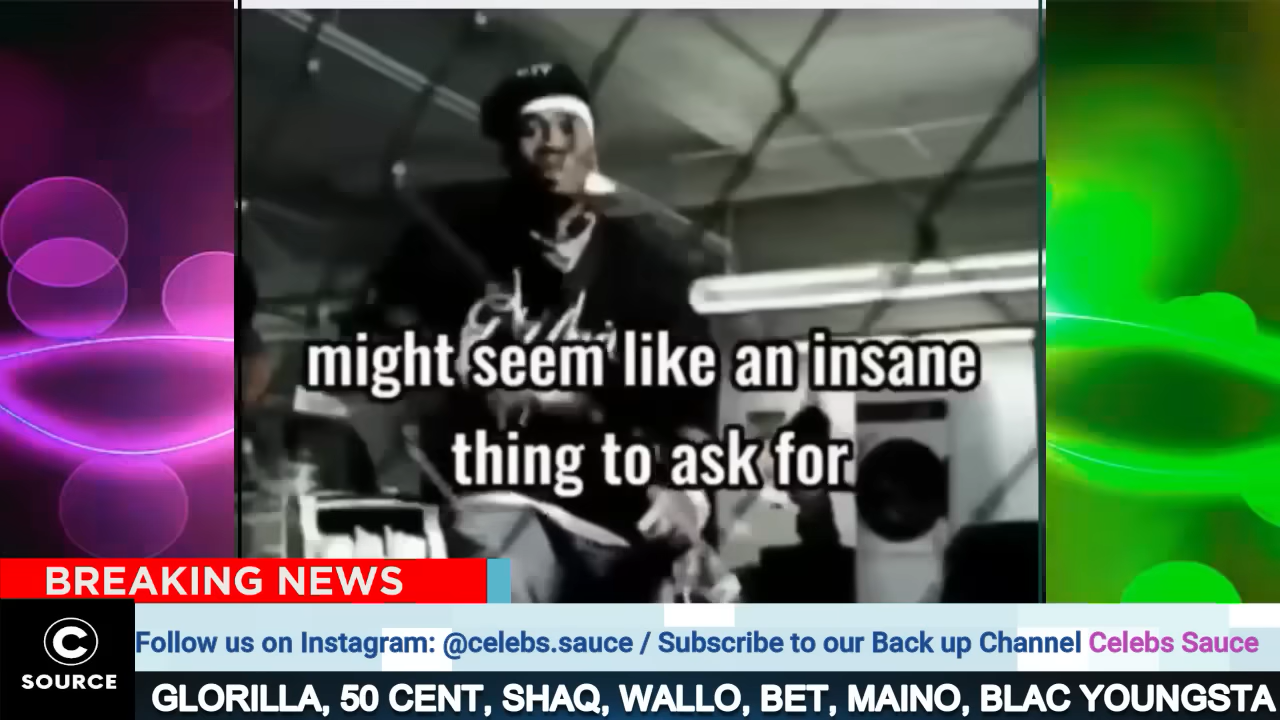 might seem like an insane
thing to ask for
BREAKING NEWS
C
SOURCE
Follow us on Instagram: @celebs.sauce / Subscribe to our Back up Channel Celebs Sauce
GLORILLA, 50 CENT, SHAQ, WALLO, BET, MAINO, BLAC YOUNGSTA